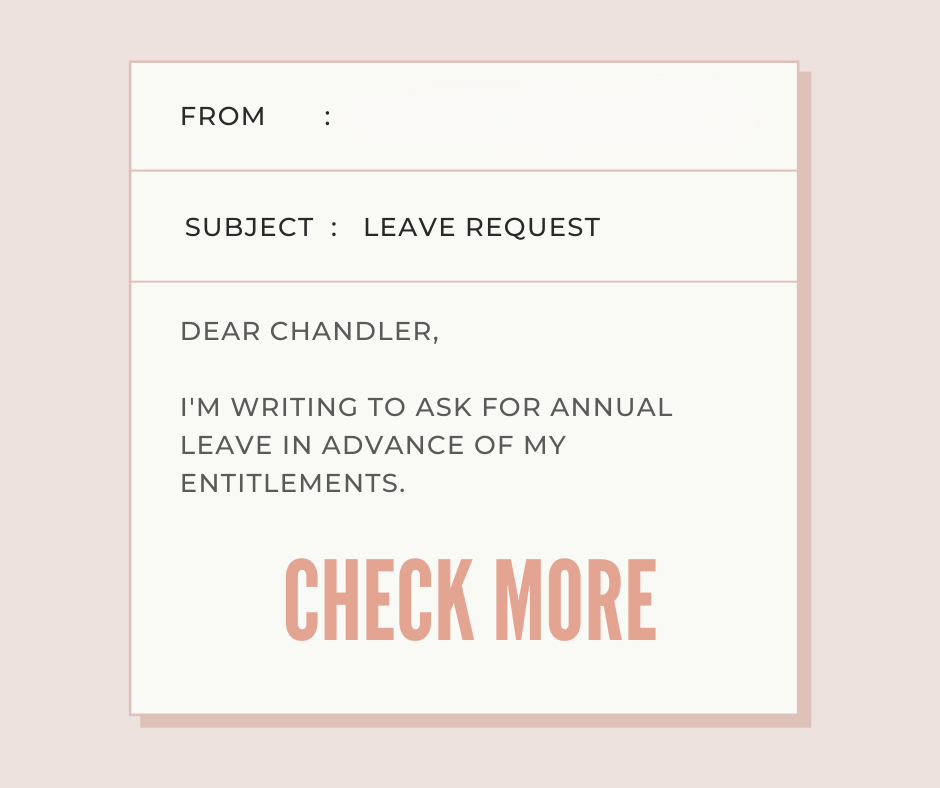 FROM :
SUBJECT : LEAVE REQUEST
DEAR CHANDLER,
I'M WRITING TO ASK FOR ANNUAL
LEAVE IN ADVANCE OF MY
ENTITLEMENTS.
CHECK MORE